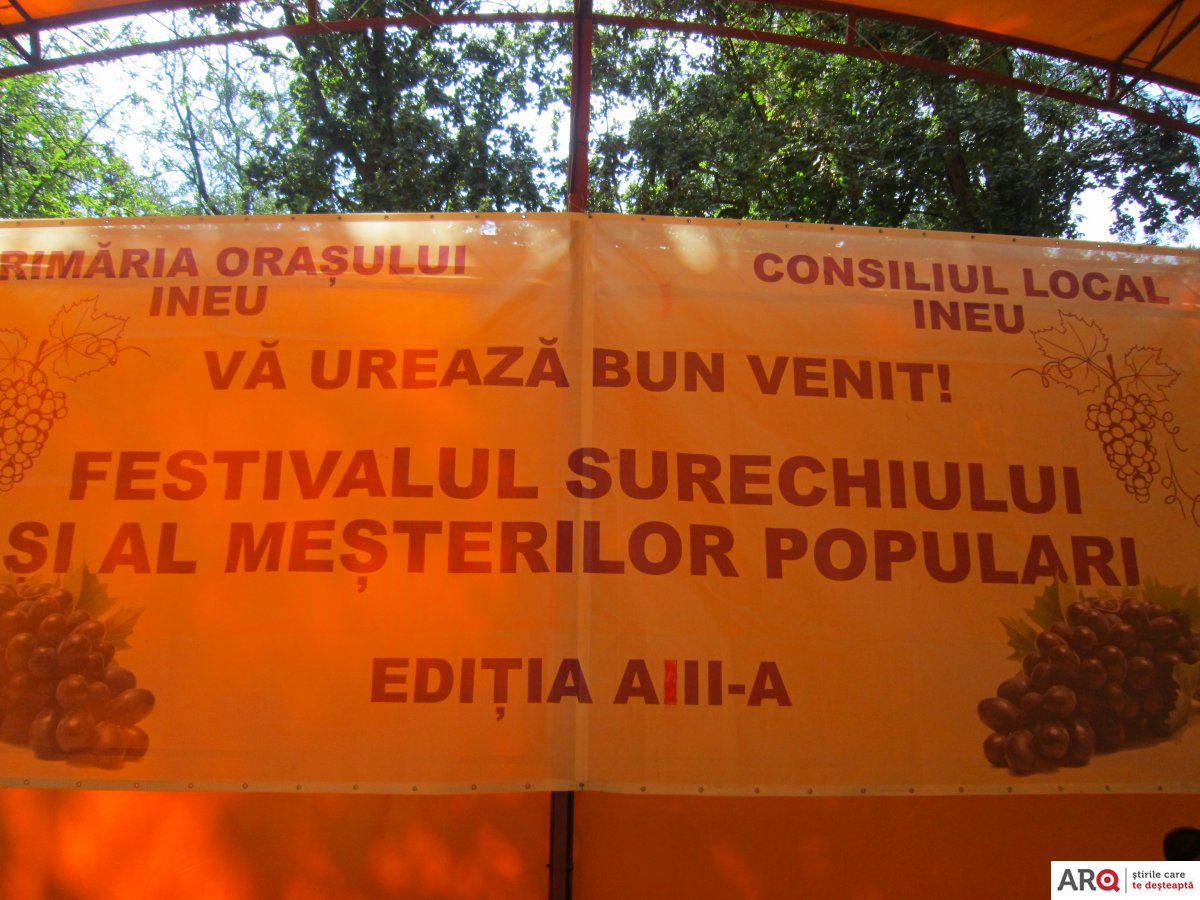 RIMĂRIA ORAȘULUI
INEU
CONSILIUL LOCAL
INEU
VĂ UREAZĂ BUN VENIT!
FESTIVALUL SURECHIULUI
ȘI AL MEȘTERILOR POPULARI
EDIȚIA AIII-A
ARQ
știrile care
te deșteaptă